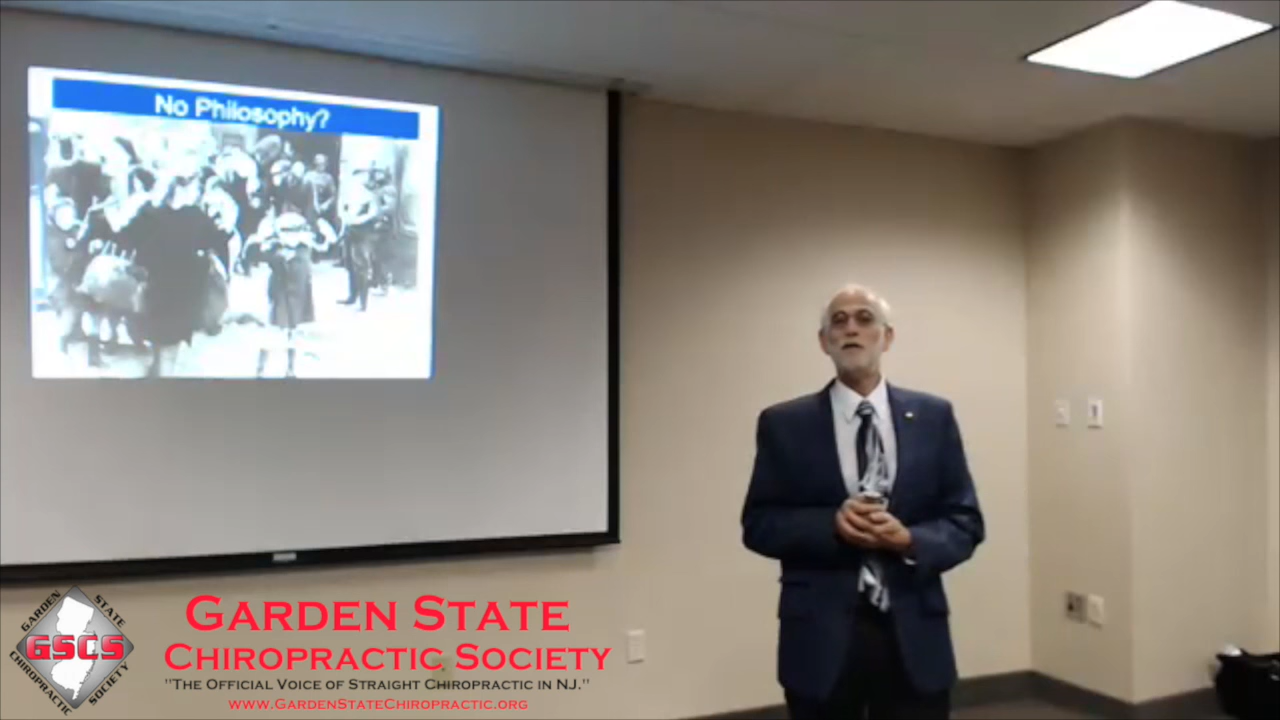 No Philosophy?
GARDEN STATE
CHIROPRACTIC SOCIETY
"THE OFFICIAL VOICE OF STRAIGHT CHIROPRACTIC IN NJ."
WWW.GARDENSTATECHIROPRACTIC.ORG
GARDEN STATE
GSCS
CHIROPRACTIC SOCIETY